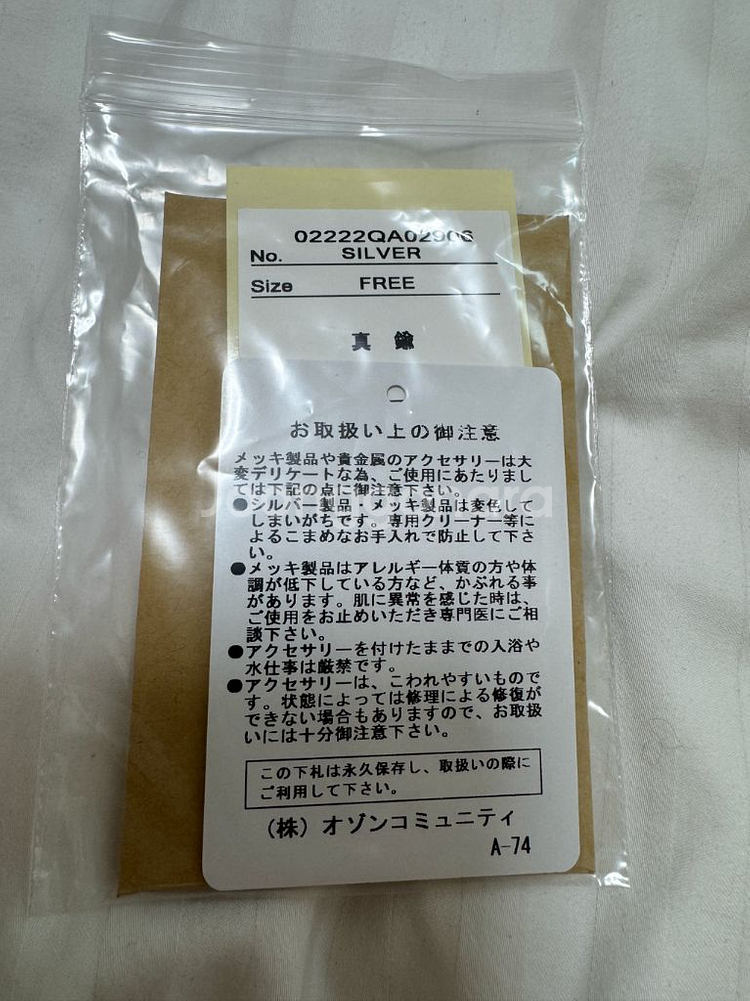 02222QA02906
No. SILVER
Size FREE
真鍮
お取扱い上の御注意
メッキ製品や貴金属のアクセサリーは大
変デリケートな為、ご使用にあたりまし
ては下記の点に御注意下さい。
●シルバー製品・メッキ製品は変色して
しまいがちです。専用クリーナー等に
よるこまめなお手入れで防止して下さ
い。
●メッキ製品はアレルギー体質の方や体
調が低下している方など、かぶれる事
があります。肌に異常を感じた時は、
ご使用をお止めいただき専門医にご相
談下さい。
●アクセサリーを付けたままでの入浴や
水仕事は厳禁です。
●アクセサリーは、こわれやすいもので
す。状態によっては修理による修復が
できない場合もありますので、お取扱
いには十分御注意下さい。
この下札は永久保存し、取扱いの際に
ご利用して下さい。
(株)オゾンコミュニティ
A-74